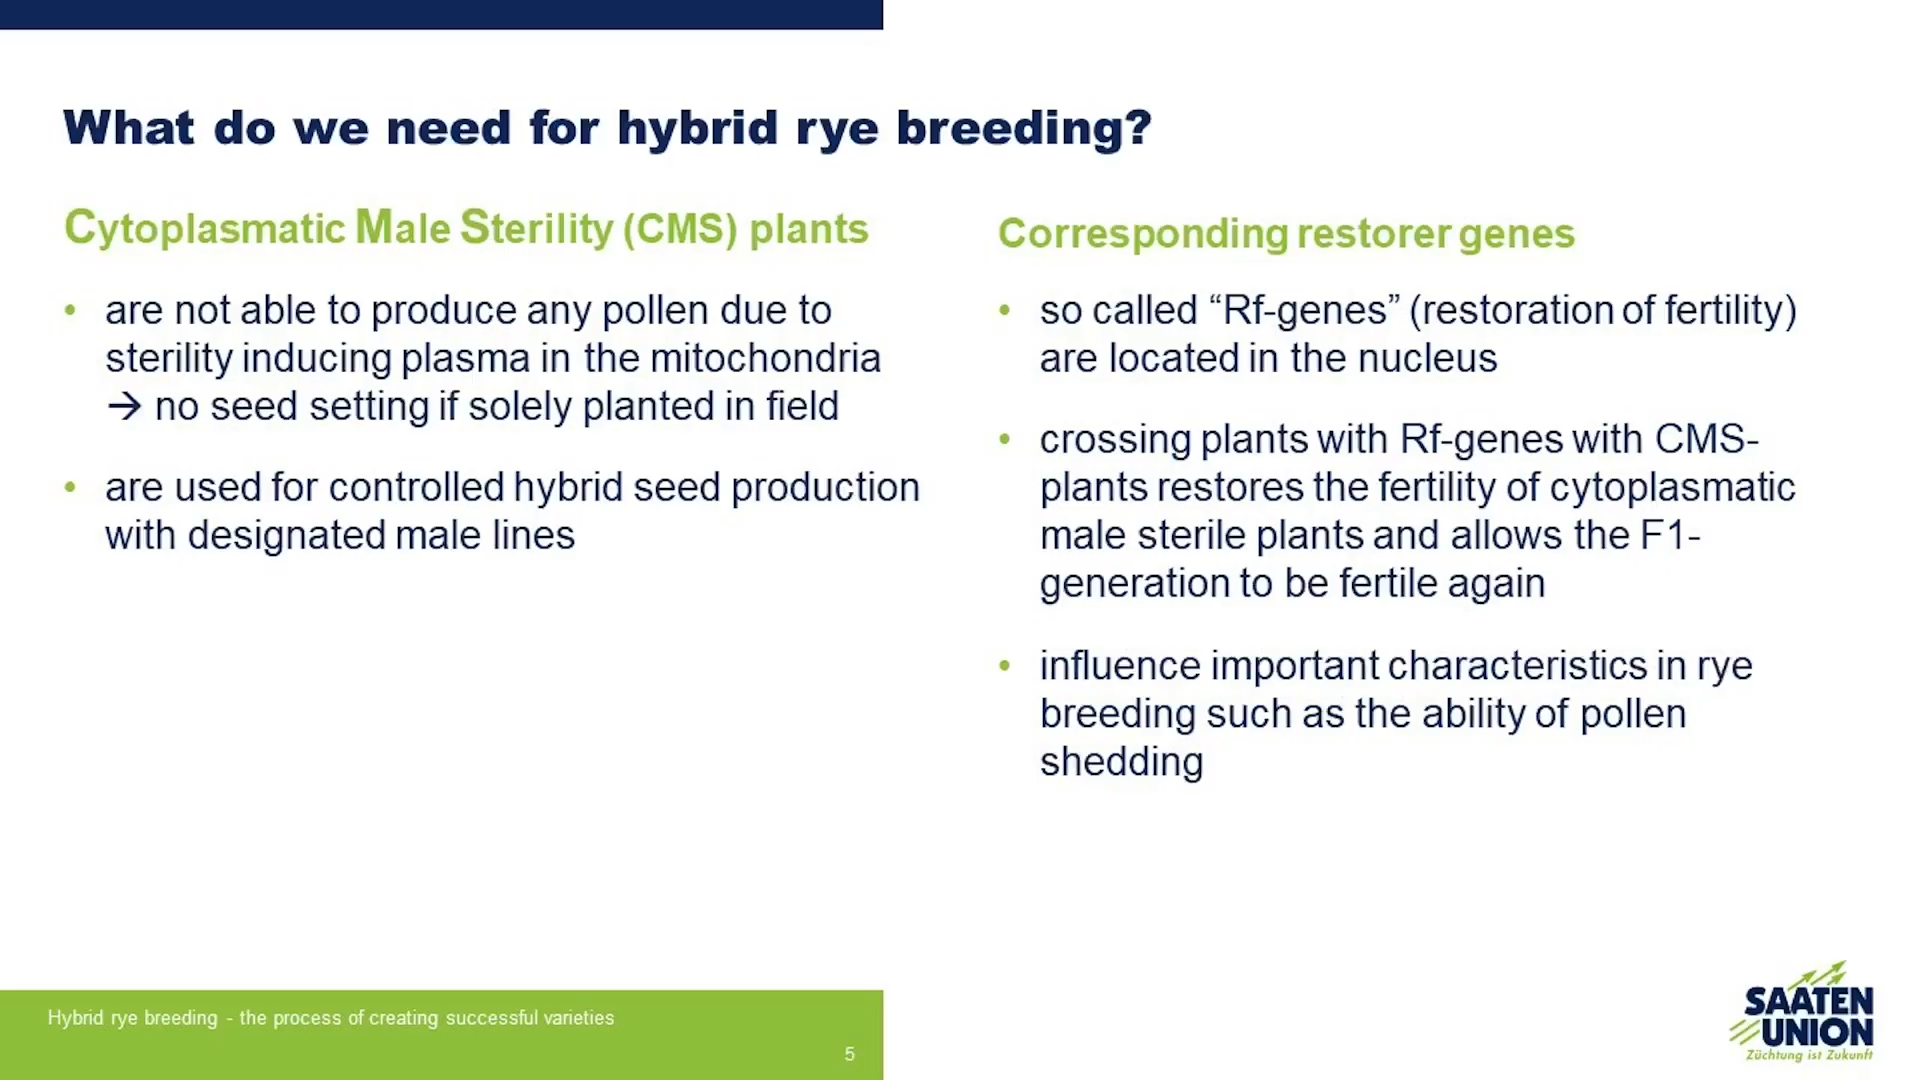 What do we need for hybrid rye breeding?
Cytoplasmatic Male Sterility (CMS) plants
• are not able to produce any pollen due to
sterility inducing plasma in the mitochondria
→ no seed setting if solely planted in field
• are used for controlled hybrid seed production
with designated male lines
Corresponding restorer genes
• so called “Rf-genes” (restoration of fertility)
are located in the nucleus
• crossing plants with Rf-genes with CMS-
plants restores the fertility of cytoplasmatic
male sterile plants and allows the F1-
generation to be fertile again
• influence important characteristics in rye
breeding such as the ability of pollen
shedding
Hybrid rye breeding - the process of creating successful varieties
5
SAATEN
UNION
Züchtung ist Zukunft